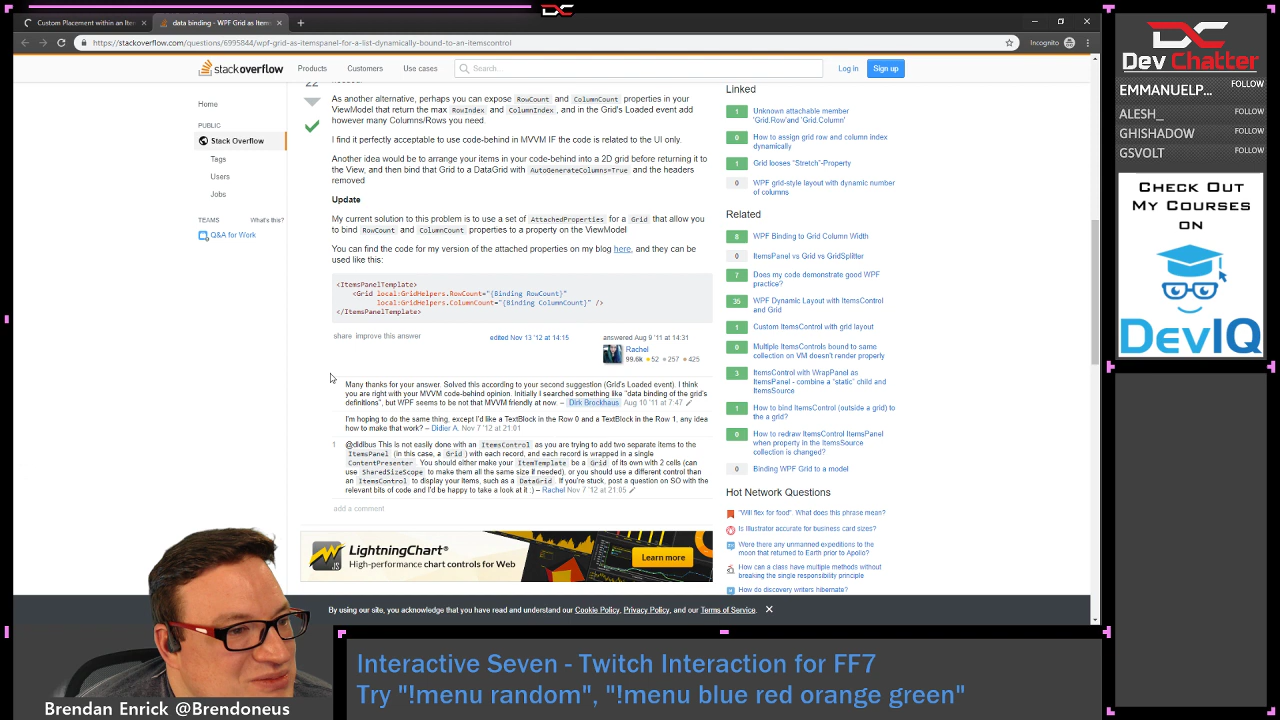 Custom Placement within an Iter
data binding - WPF Grid as Items
https://stackoverflow.com/questions/6995844/wpf-grid-as-itemspanel-for-a-list-dynamically-bound-to-an-itemscontrol
Incognito
stackoverflow
Products
Customers
Use cases
Search...
Log in
Sign up
Home
PUBLIC
Stack Overflow
Tags
Users
Jobs
TEAMS
What's this?
Q&A for Work
22
As another alternative, perhaps you can expose RowCount and ColumnCount properties in your
ViewModel that return the max RowIndex and ColumnIndex, and in the Grid's Loaded event add
however many Columns/Rows you need.
I find it perfectly acceptable to use code-behind in MVVM IF the code is related to the UI only.
Another idea would be to arrange your items in your code-behind into a 2D grid before returning it to
the View, and then bind that Grid to a DataGrid with AutoGenerateColumns=True and the headers
removed
Update
My current solution to this problem is to use a set of AttachedProperties for a Grid that allow you
to bind RowCount and ColumnCount properties to a property on the ViewModel
You can find the code for my version of the attached properties on my blog here, and they can be
used like this:
<ItemsPanelTemplate>
<Grid local:GridHelpers.RowCount="{Binding RowCount}"
local:GridHelpers.ColumnCount="{Binding ColumnCount}" />
</ItemsPanelTemplate>
share improve this answer
edited Nov 13 '12 at 14:15
answered Aug 9 '11 at 14:31
Rachel
99.6k 52 257 425
Many thanks for your answer. Solved this according to your second suggestion (Grid's Loaded event). I think
you are right with your MVVM code-behind opinion. Initially I searched something like "data binding of the grid's
definitions", but WPF seems to be not that MVVM friendly at now. – Dirk Brockhaus Aug 10 '11 at 7:47
I'm hoping to do the same thing, except I'd like a TextBlock in the Row 0 and a TextBlock in the Row 1, any idea
how to make that work? – Didier A. Nov 7 '12 at 21:01
1 @didibus This is not easily done with an ItemsControl as you are trying to add two separate items to the
ItemsPanel (in this case, a Grid) with each record, and each record is wrapped in a single
ContentPresenter. You should either make your ItemTemplate be a Grid of its own with 2 cells (can
use SharedSizeScope to make them all the same size if needed), or you should use a different control than
an ItemsControl to display your items, such as a DataGrid. If you're stuck, post a question on SO with the
relevant bits of code and I'd be happy to take a look at it :) – Rachel Nov 7 '12 at 21:05
add a comment
LightningChart®
High-performance chart controls for Web
Learn more
Linked
1 Unknown attachable member
'Grid.Row'and 'Grid.Column'
0 How to assign grid row and column index
dynamically
1 Grid looses "Stretch"-Property
0 WPF grid-style layout with dynamic number
of columns
Related
8 WPF Binding to Grid Column Width
0 ItemsPanel vs Grid vs GridSplitter
7 Does my code demonstrate good WPF
practice?
35 WPF Dynamic Layout with ItemsControl
and Grid
1 Custom ItemsControl with grid layout
0 Multiple ItemsControls bound to same
collection on VM doesn't render properly
3 ItemsControl with WrapPanel as
ItemsPanel - combine a "static" child and
ItemsSource
1 How to bind ItemControl (outside a grid) to
the a grid?
0 How to redraw ItemsControl ItemsPanel
when property in the ItemsSource
collection is changed?
0 Binding WPF Grid to a model
Hot Network Questions
"Will flex for food". What does this phrase mean?
Is Illustrator accurate for business card sizes?
Were there any unmanned expeditions to the
moon that returned to Earth prior to Apollo?
How can a class have multiple methods without
breaking the single responsibility principle
How do discovery writers hibernate?
By using our site, you acknowledge that you have read and understand our Cookie Policy, Privacy Policy, and our Terms of Service.
Dev Chatter
EMMANUELP... FOLLOW
ALESH_ FOLLOW
GHISHADOW FOLLOW
GSVOLT FOLLOW
CHECK OUT
MY COURSES
ON
DevIQ
Interactive Seven - Twitch Interaction for FF7
Try "!menu random", "!menu blue red orange green"
Brendan Enrick @Brendoneus